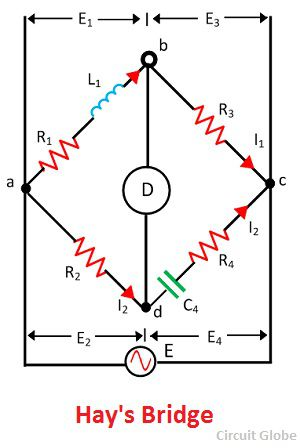 E₁ I E₃
b
L₁
R₁ R₃
I₁
a D c
I₂
R₂ R₄
I₂ d C₄
E₂ I E₄
E
Hay's Bridge
Circuit Globe